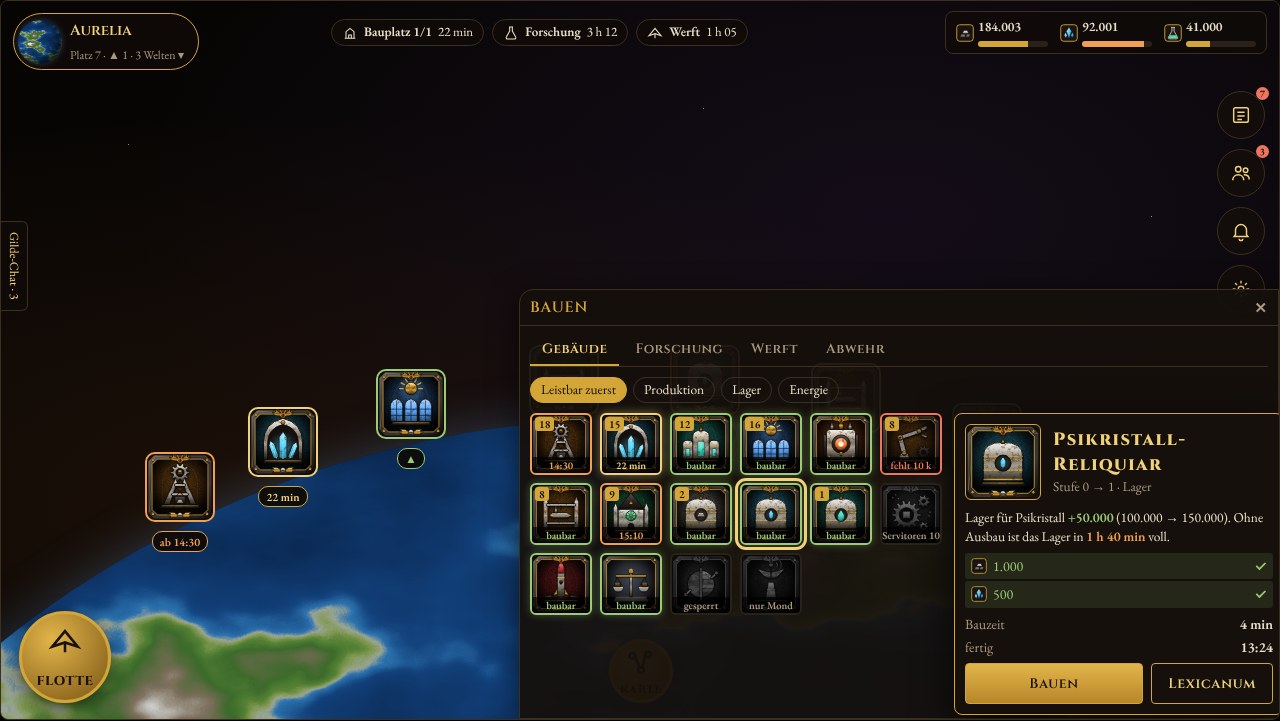 Aurelia
Platz 7 · ▲ 1 · 3 Welten ▾
Bauplatz 1/1 22 min
Forschung 3 h 12
Werft 1 h 05
184.003
92.001
41.000
7
3
Gilde-Chat · 3
ab 14:30
22 min
▲
FLOTTE
BAUEN
×
Gebäude Forschung Werft Abwehr
Leistbar zuerst Produktion Lager Energie
18 15 12 16 8
14:30 22 min baubar baubar baubar fehlt 10 k
8 9 2 1
baubar 15:10 baubar baubar baubar Servitoren 10
baubar baubar gesperrt nur Mond
Psikristall-
Reliquiar
Stufe 0 → 1 · Lager
Lager für Psikristall +50.000 (100.000 → 150.000). Ohne
Ausbau ist das Lager in 1 h 40 min voll.
1.000 ✓
500 ✓
Bauzeit 4 min
fertig 13:24
Bauen Lexicanum